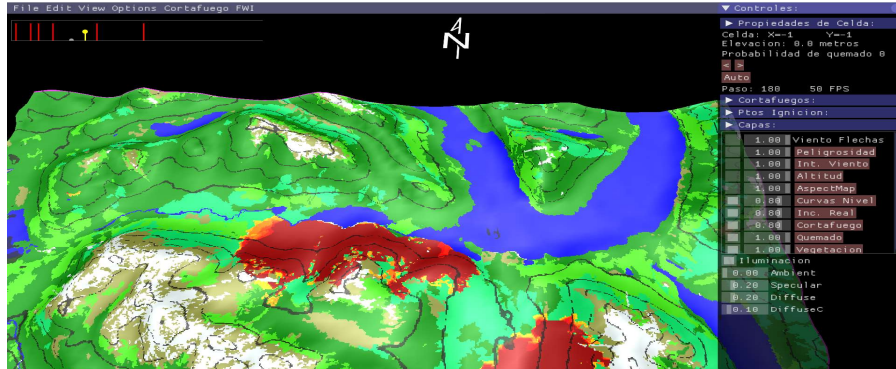 File Edit View Options Cortafuego FWI
N
Controles:
Propiedades de Celda:
Celda: X=-1 Y=-1
Elevacion: 0.0 metros
Probabilidad de quemado 0
< >
Auto
Paso: 180 50 FPS
Cortafuegos:
Ptos Ignicion:
Capas:
1.00 Viento Flechas
1.00 Peligrosidad
1.00 Int. Viento
1.00 Altitud
1.00 AspectMap
0.80 Curvas Nivel
0.80 Inc. Real
0.80 Cortafuego
1.00 Quemado
1.00 Vegetacion
Iluminacion
0.00 Ambient
0.20 Specular
0.20 Diffuse
0.10 DiffuseC